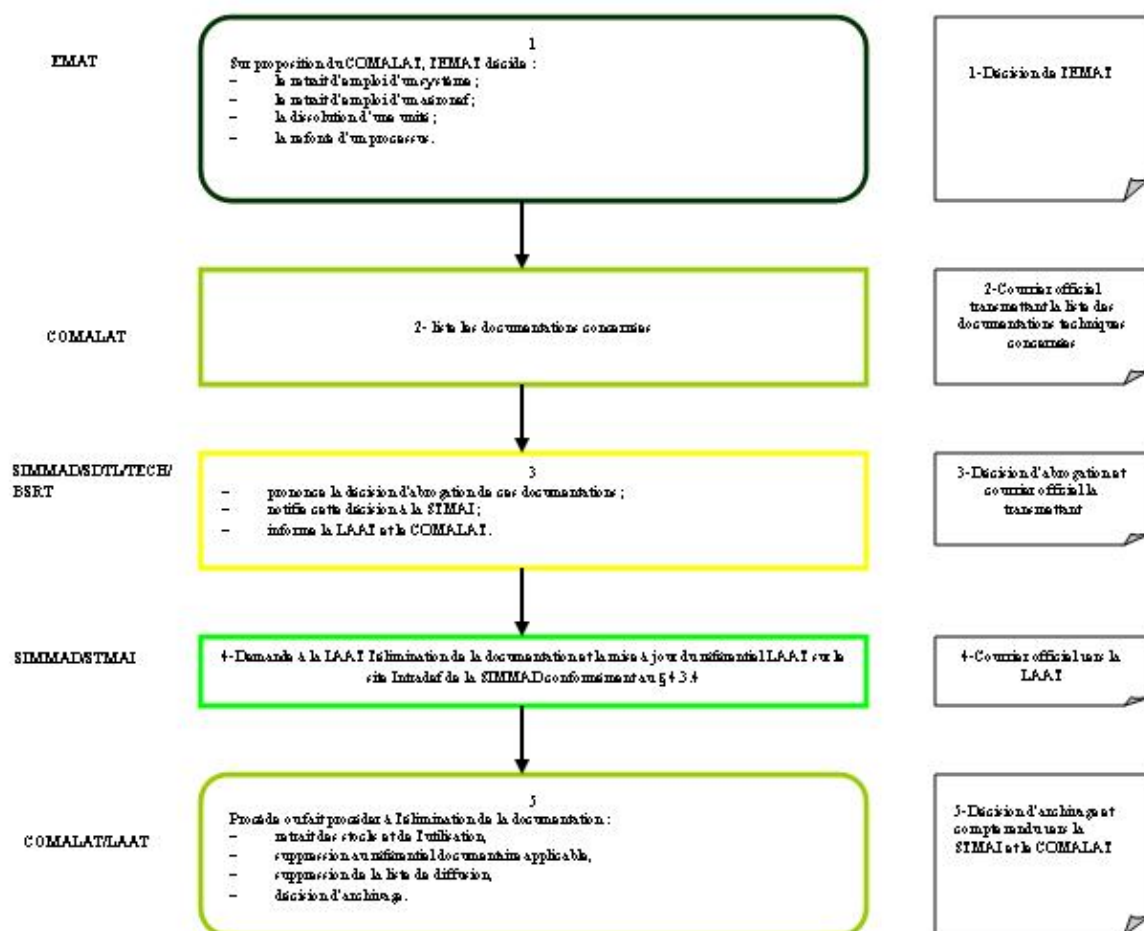 EMAT
1
Sur proposition du COMALAT, l'EMAT décide :
– le retrait d'emploi d'un système ;
– le retrait d'emploi d'un aéronef ;
– la dissolution d'une unité ;
– la refonte d'un processus.
1-Décision de l'EMAT
COMALAT
2- liste les documentations concernées
2-Courrier officiel
transmettant la liste des
documentations techniques
concernées
SIMMAD/SDTL/TECH/
BSRT
3
– prononce la décision d'abrogation de ces documentations ;
– notifie cette décision à la STMAI ;
– informe la LAAT et le COMALAT.
3-Décision d'abrogation et
courrier officiel la
transmettant
SIMMAD/STMAI
4-Demande à la LAAT l'élimination de la documentation et la mise à jour du référentiel LAAT sur le
site Intradef de la SIMMAD conformément au § 4.3.4
4-Courrier officiel vers la
LAAT
COMALAT/LAAT
5
Procède ou fait procéder à l'élimination de la documentation :
– retrait des stocks et de l'utilisation,
– suppression au référentiel documentaire applicable,
– suppression de la liste de diffusion,
– décision d'archivage.
5-Décision d'archivage et
compte rendu vers la
STMAI et le COMALAT